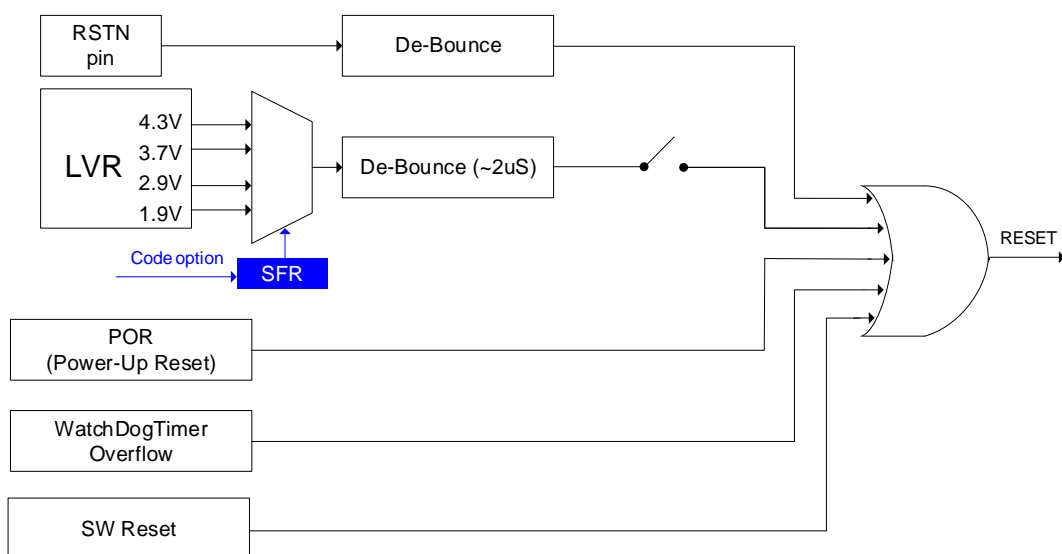 RSTN
pin
De-Bounce
LVR
4.3V
3.7V
2.9V
1.9V
De-Bounce (~2uS)
Code option
SFR
RESET
POR
(Power-Up Reset)
WatchDogTimer
Overflow
SW Reset